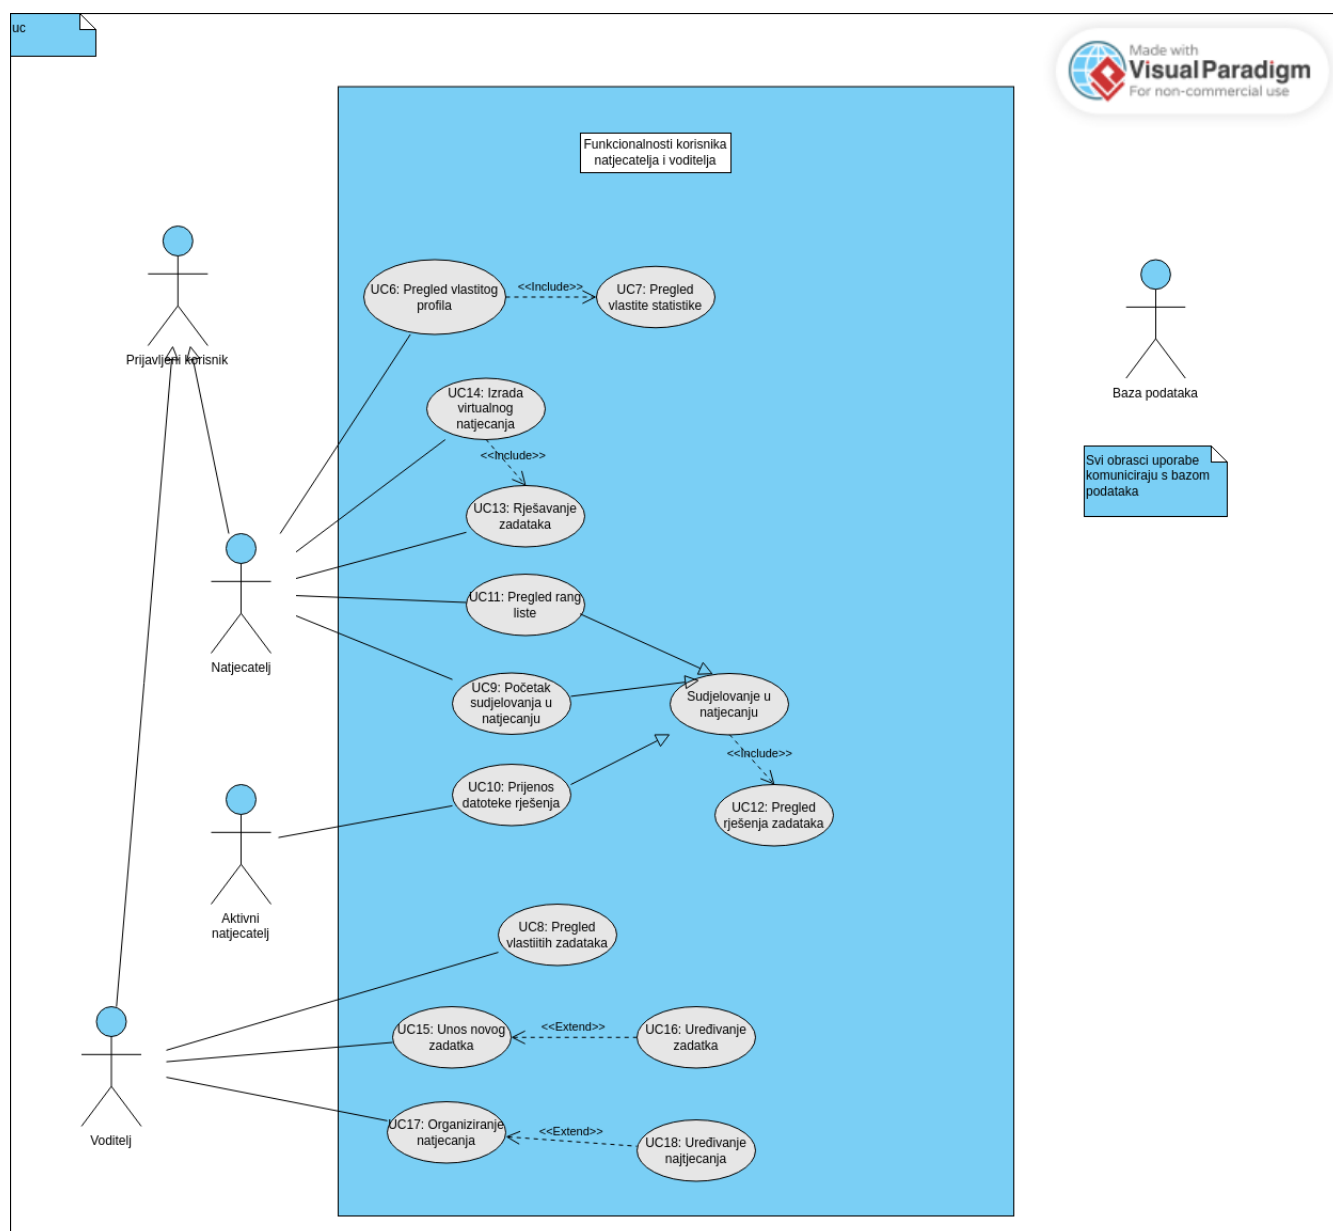 uc
Made with
Visual Paradigm
For non-commercial use
Funkcionalnosti korisnika
natjecatelja i voditelja
Prijavljeni korisnik
UC6: Pregled vlastitog
profila
<<Include>>
UC7: Pregled
vlastite statistike
Baza podataka
UC14: Izrada
virtualnog
natjecanja
<<Include>>
Svi obrasci uporabe
komuniciraju s bazom
podataka
UC13: Rješavanje
zadataka
Natjecatelj
UC11: Pregled rang
liste
UC9: Početak
sudjelovanja u
natjecanju
Sudjelovanje u
natjecanju
<<Include>>
UC10: Prijenos
datoteke rješenja
UC12: Pregled
rješenja zadataka
Aktivni
natjecatelj
UC8: Pregled
vlastiitih zadataka
UC15: Unos novog
zadatka
<<Extend>>
UC16: Uređivanje
zadatka
Voditelj
UC17: Organiziranje
natjecanja
<<Extend>>
UC18: Uređivanje
najtjecanja